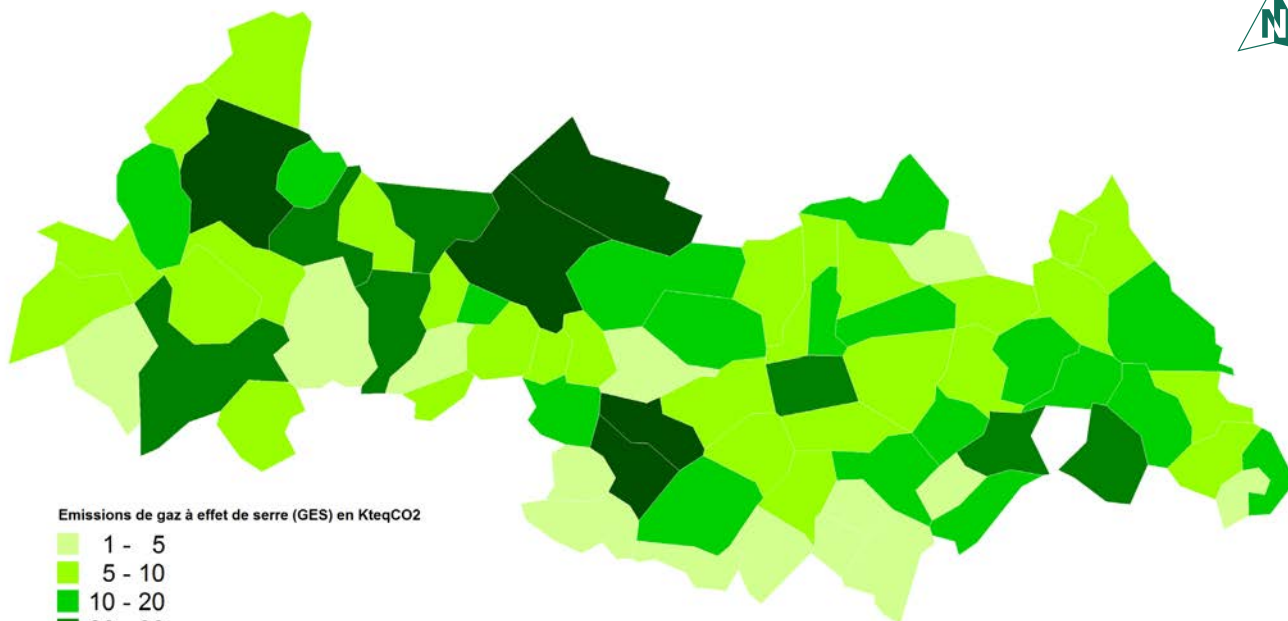 N
Emissions de gaz à effet de serre (GES) en KteqCO2
1 - 5
5 - 10
10 - 20